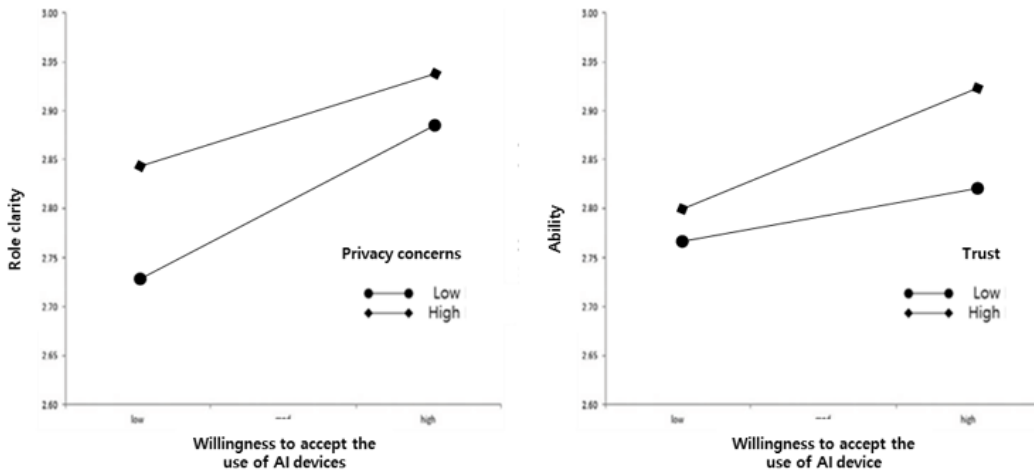 3.00
2.95
2.90
2.85
2.80
2.75
2.70
2.65
2.60
Role clarity
Privacy concerns
Low
High
low
high
Willingness to accept the
use of AI devices
3.00
2.95
2.90
2.85
2.80
2.75
2.70
2.65
2.60
Ability
Trust
Low
High
low
high
Willingness to accept the
use of AI device